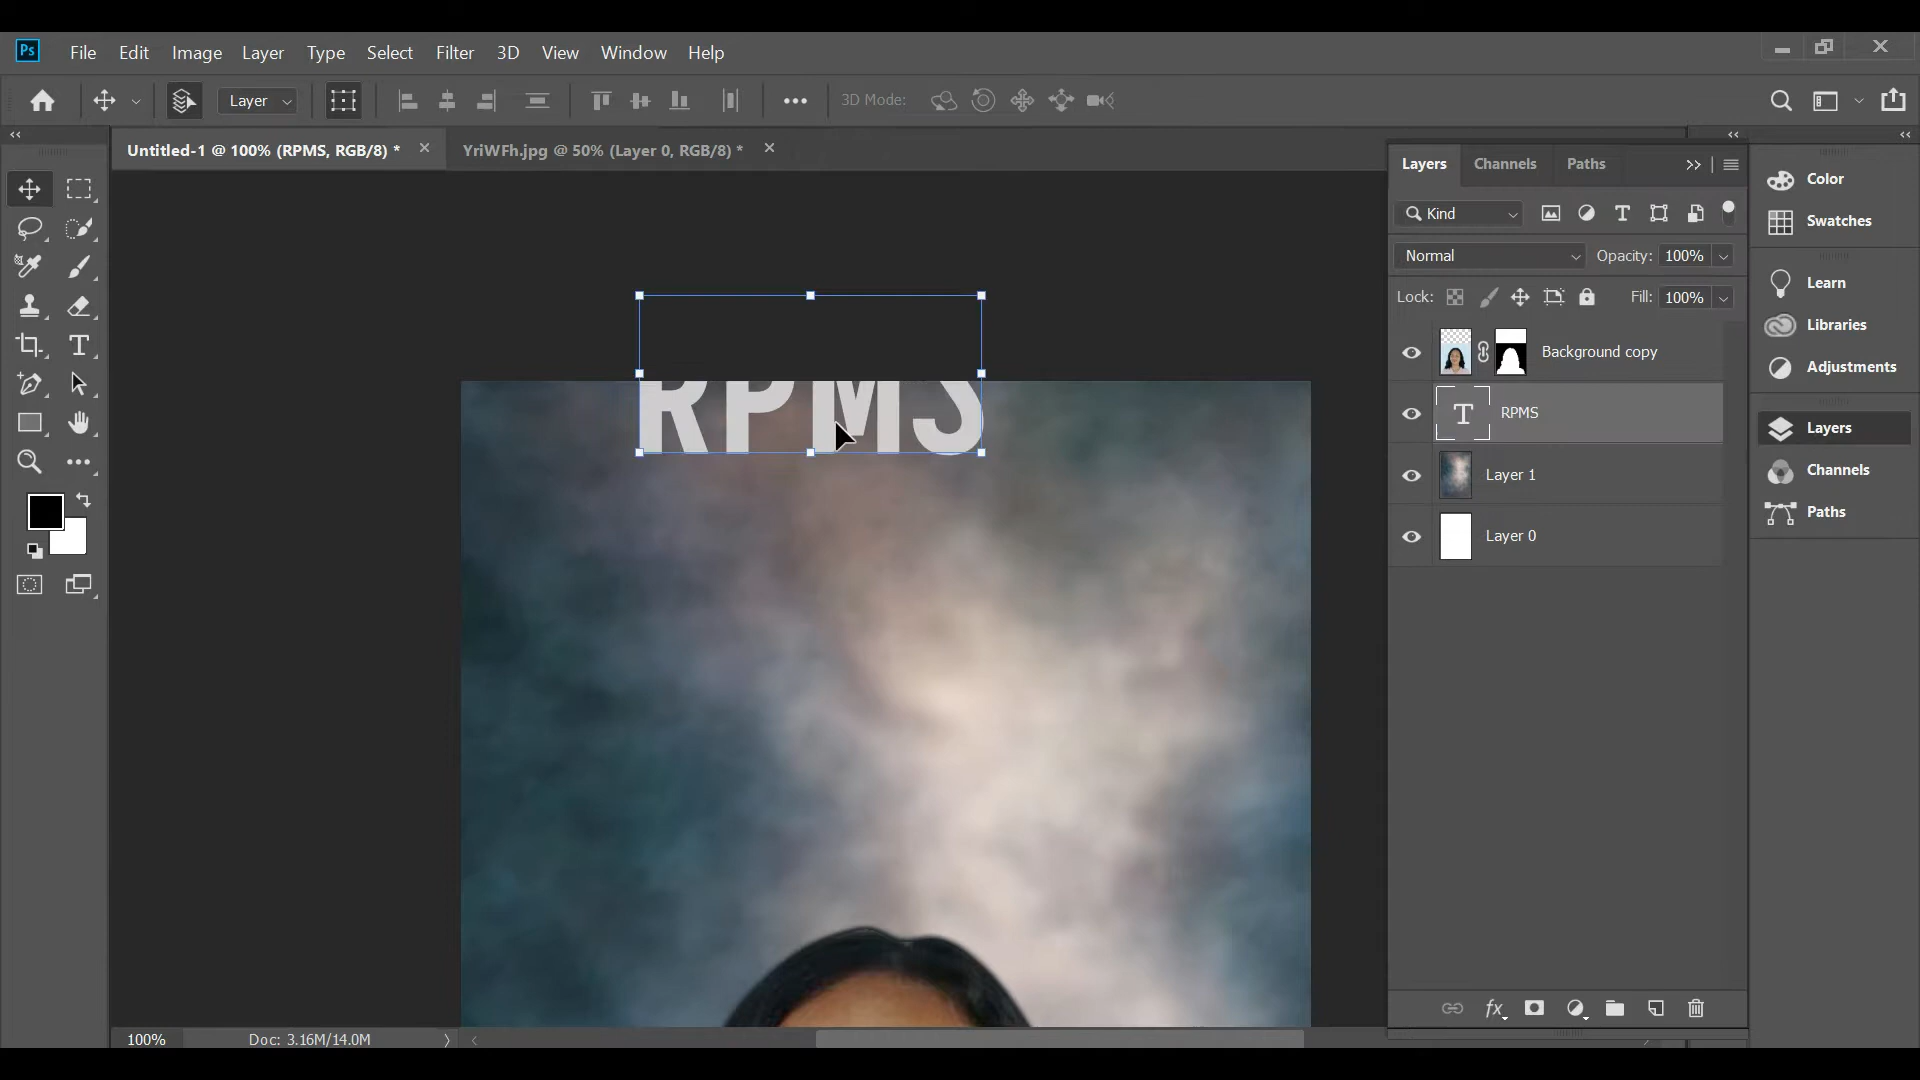 Ps File Edit Image Layer Type Select Filter 3D View Window Help
Layer 3D Mode:
Untitled-1 @ 100% (RPMS, RGB/8) * YriWFh.jpg @ 50% (Layer 0, RGB/8) *
Layers Channels Paths
Kind
Normal Opacity: 100%
Lock: Fill: 100%
Background copy
RPMS
Layer 1
Layer 0
Color
Swatches
Learn
Libraries
Adjustments
Layers
Channels
Paths
RPMS
T
T
T
fx
100% Doc: 3.16M/14.0M